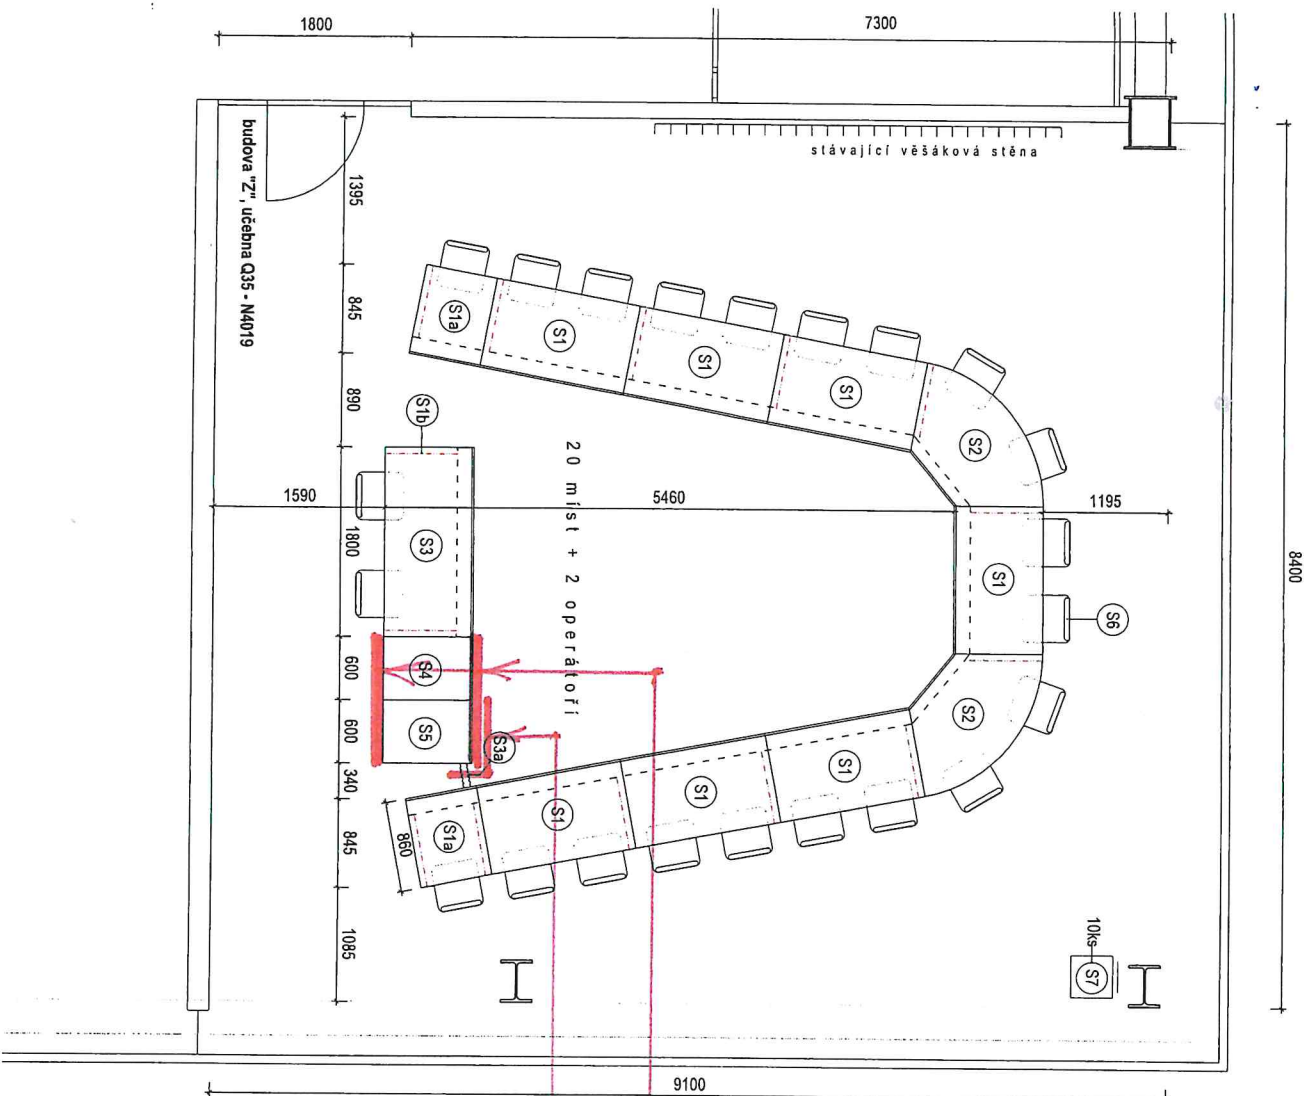 1800
7300
stávající věšáková stěna
budova "Z", učebna Q35 - N4019
1395
845
890
1800
600
600
340
845
1085
8400
S1a
S1
S1
S1
S2
S1b
20 míst + 2 operátoři
1590
5460
1195
S3
S1
S6
S4
S5
S3a
S2
S1
S1
S1
S1a
860
10ks
S7
9100